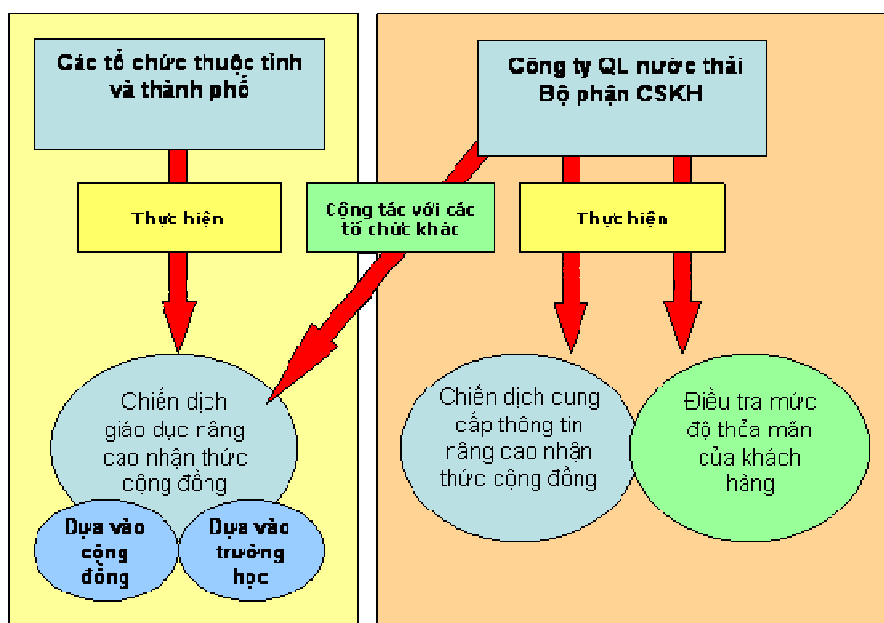 Các tổ chức thuộc tỉnh
và thành phố
Công ty QL nước thải
Bộ phận CSKH
Thực hiện
Cộng tác với các
tổ chức khác
Thực hiện
Chiến dịch
giáo dục nâng
cao nhận thức
cộng đồng
Dựa vào
cộng
đồng
Dựa vào
trường
học
Chiến dịch cung
cấp thông tin
nâng cao nhận
thức cộng đồng
Điều tra mức
độ thỏa mãn
của khách
hàng